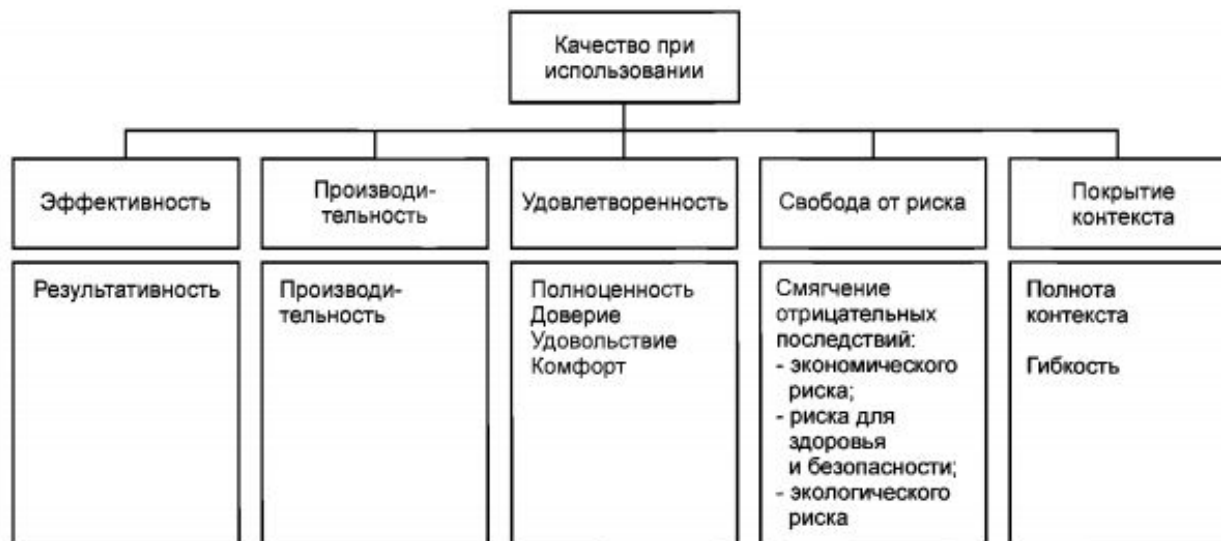 Качество при
использовании
Эффективность
Производи-
тельность
Удовлетворенность
Свобода от риска
Покрытие
контекста
Результативность
Производи-
тельность
Полноценность
Доверие
Удовольствие
Комфорт
Смягчение
отрицательных
последствий:
- экономического
риска;
- риска для
здоровья
и безопасности;
- экологического
риска
Полнота
контекста
Гибкость